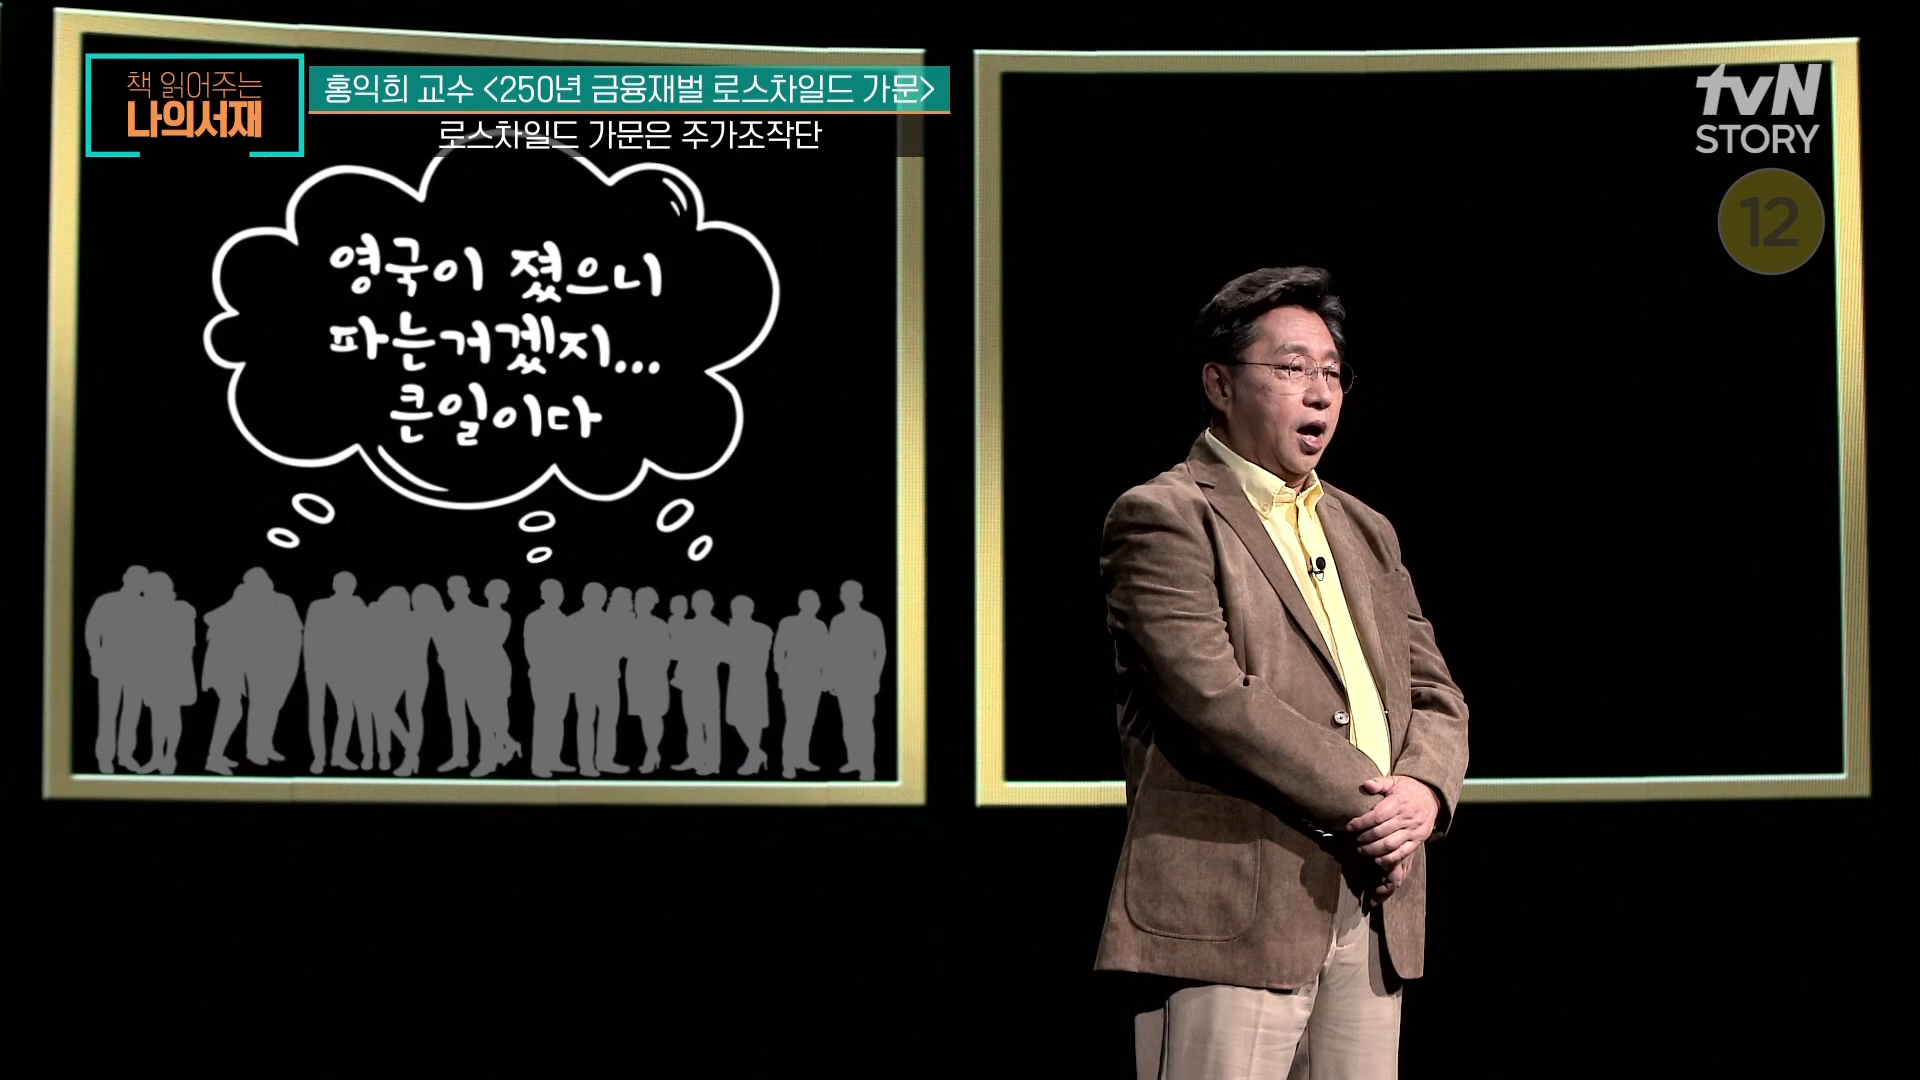 책 읽어주는
나의서재
홍익희 교수 <250년 금융재벌 로스차일드 가문>
로스차일드 가문은 주가조작단
tvN
STORY
12
영국이 졌으니
파는거겠지...
큰일이다